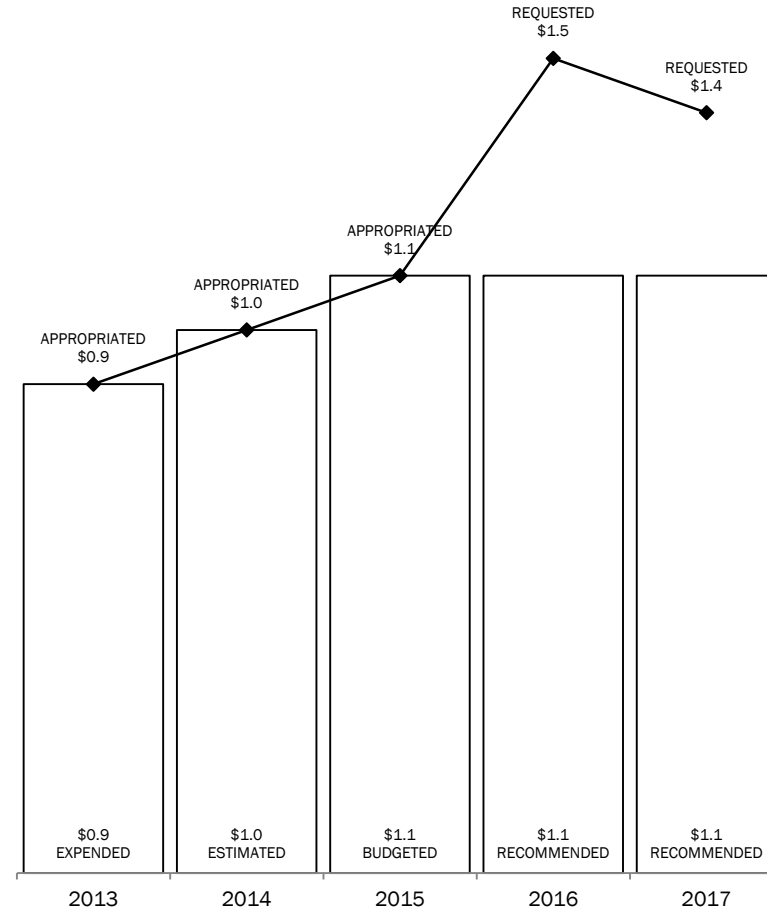 REQUESTED
$1.5
REQUESTED
$1.4
APPROPRIATED
$1.1
APPROPRIATED
$1.0
APPROPRIATED
$0.9
$0.9
EXPENDED
$1.0
ESTIMATED
$1.1
BUDGETED
$1.1
RECOMMENDED
$1.1
RECOMMENDED
2013
2014
2015
2016
2017